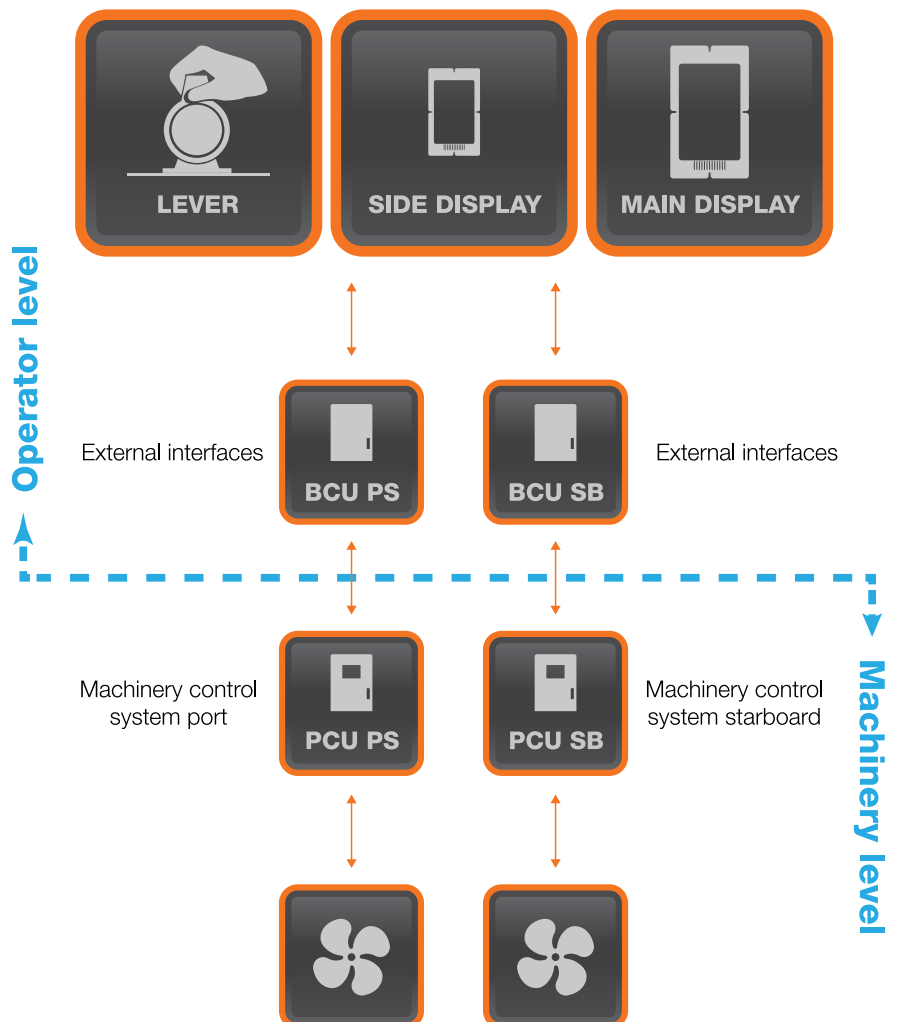 LEVER
SIDE DISPLAY
MAIN DISPLAY
Operator level
External interfaces
BCU PS
BCU SB
External interfaces
Machinery control
system port
PCU PS
PCU SB
Machinery control
system starboard
Machinery level